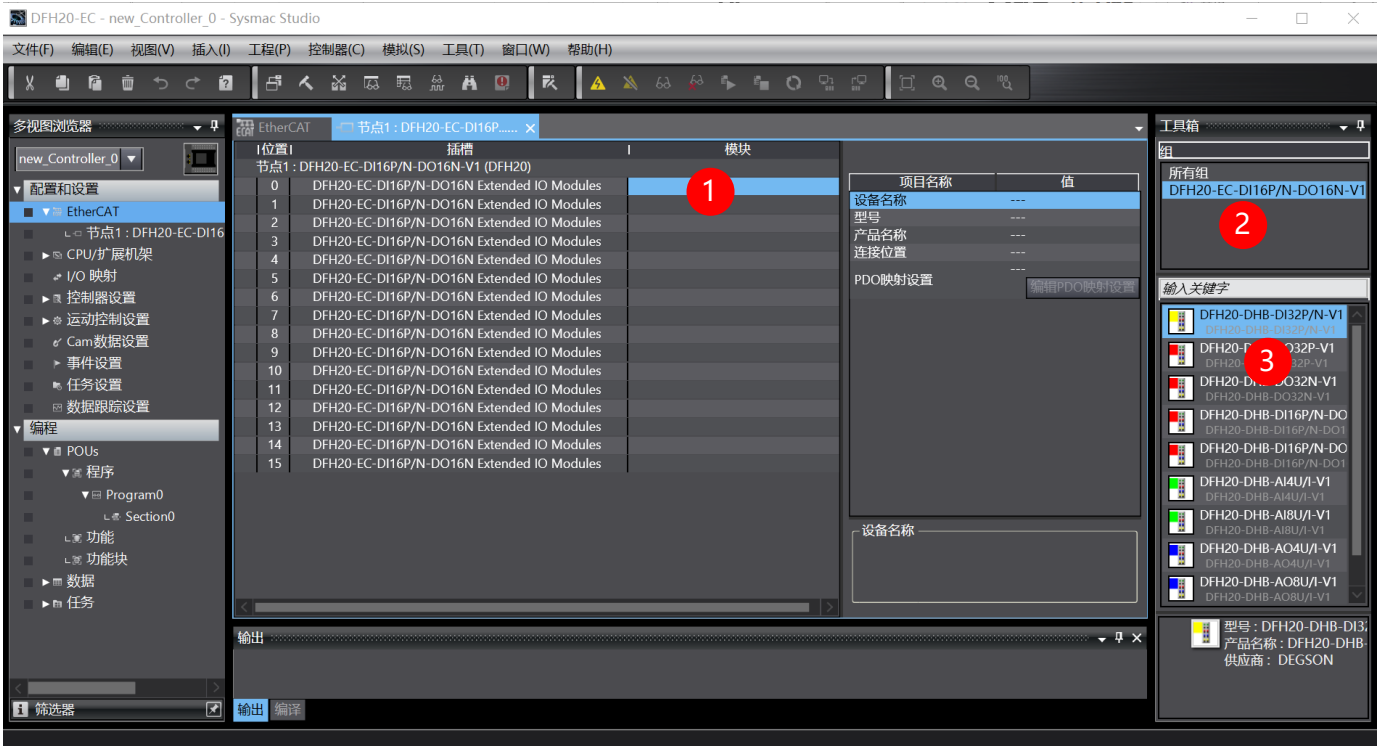 DFH20-EC - new_Controller_0 - Sysmac Studio
文件(F) 编辑(E) 视图(V) 插入(I) 工程(P) 控制器(C) 模拟(S) 工具(T) 窗口(W) 帮助(H)
多视图浏览器
new_Controller_0
配置和设置
EtherCAT
节点1 : DFH20-EC-DI16
CPU/扩展机架
I/O 映射
控制器设置
运动控制设置
Cam数据设置
事件设置
任务设置
数据跟踪设置
编程
POUs
程序
Program0
Section0
功能
功能块
数据
任务
筛选器
EtherCAT 节点1 : DFH20-EC-DI16P......
位置 插槽 模块
节点1 : DFH20-EC-DI16P/N-DO16N-V1 (DFH20)
0 DFH20-EC-DI16P/N-DO16N Extended IO Modules
1 DFH20-EC-DI16P/N-DO16N Extended IO Modules
2 DFH20-EC-DI16P/N-DO16N Extended IO Modules
3 DFH20-EC-DI16P/N-DO16N Extended IO Modules
4 DFH20-EC-DI16P/N-DO16N Extended IO Modules
5 DFH20-EC-DI16P/N-DO16N Extended IO Modules
6 DFH20-EC-DI16P/N-DO16N Extended IO Modules
7 DFH20-EC-DI16P/N-DO16N Extended IO Modules
8 DFH20-EC-DI16P/N-DO16N Extended IO Modules
9 DFH20-EC-DI16P/N-DO16N Extended IO Modules
10 DFH20-EC-DI16P/N-DO16N Extended IO Modules
11 DFH20-EC-DI16P/N-DO16N Extended IO Modules
12 DFH20-EC-DI16P/N-DO16N Extended IO Modules
13 DFH20-EC-DI16P/N-DO16N Extended IO Modules
14 DFH20-EC-DI16P/N-DO16N Extended IO Modules
15 DFH20-EC-DI16P/N-DO16N Extended IO Modules
1
项目名称 值
设备名称 ---
型号 ---
产品名称 ---
连接位置 ---
PDO映射设置 ---
编辑PDO映射设置
设备名称
输出
输出 编译
工具箱
组
所有组
DFH20-EC-DI16P/N-DO16N-V1
2
输入关键字
DFH20-DHB-DI32P/N-V1
DFH20-DHB-DI32P/N-V1
O32P-V1
DFH20- 32P-V1
3
DO32N-V1
DFH20-DHB-DO32N-V1
DFH20-DHB-DI16P/N-DO
DFH20-DHB-DI16P/N-DO1
DFH20-DHB-DI16P/N-DO
DFH20-DHB-DI16P/N-DO1
DFH20-DHB-AI4U/I-V1
DFH20-DHB-AI4U/I-V1
DFH20-DHB-AI8U/I-V1
DFH20-DHB-AI8U/I-V1
DFH20-DHB-AO4U/I-V1
DFH20-DHB-AO4U/I-V1
DFH20-DHB-AO8U/I-V1
DFH20-DHB-AO8U/I-V1
型号 : DFH20-DHB-DI32
产品名称 : DFH20-DHB-
供应商 : DEGSON